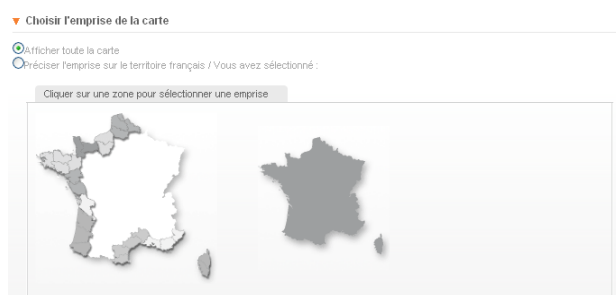 Choisir l'emprise de la carte
Afficher toute la carte
Préciser l'emprise sur le territoire français / Vous avez sélectionné :
Cliquer sur une zone pour sélectionner une emprise